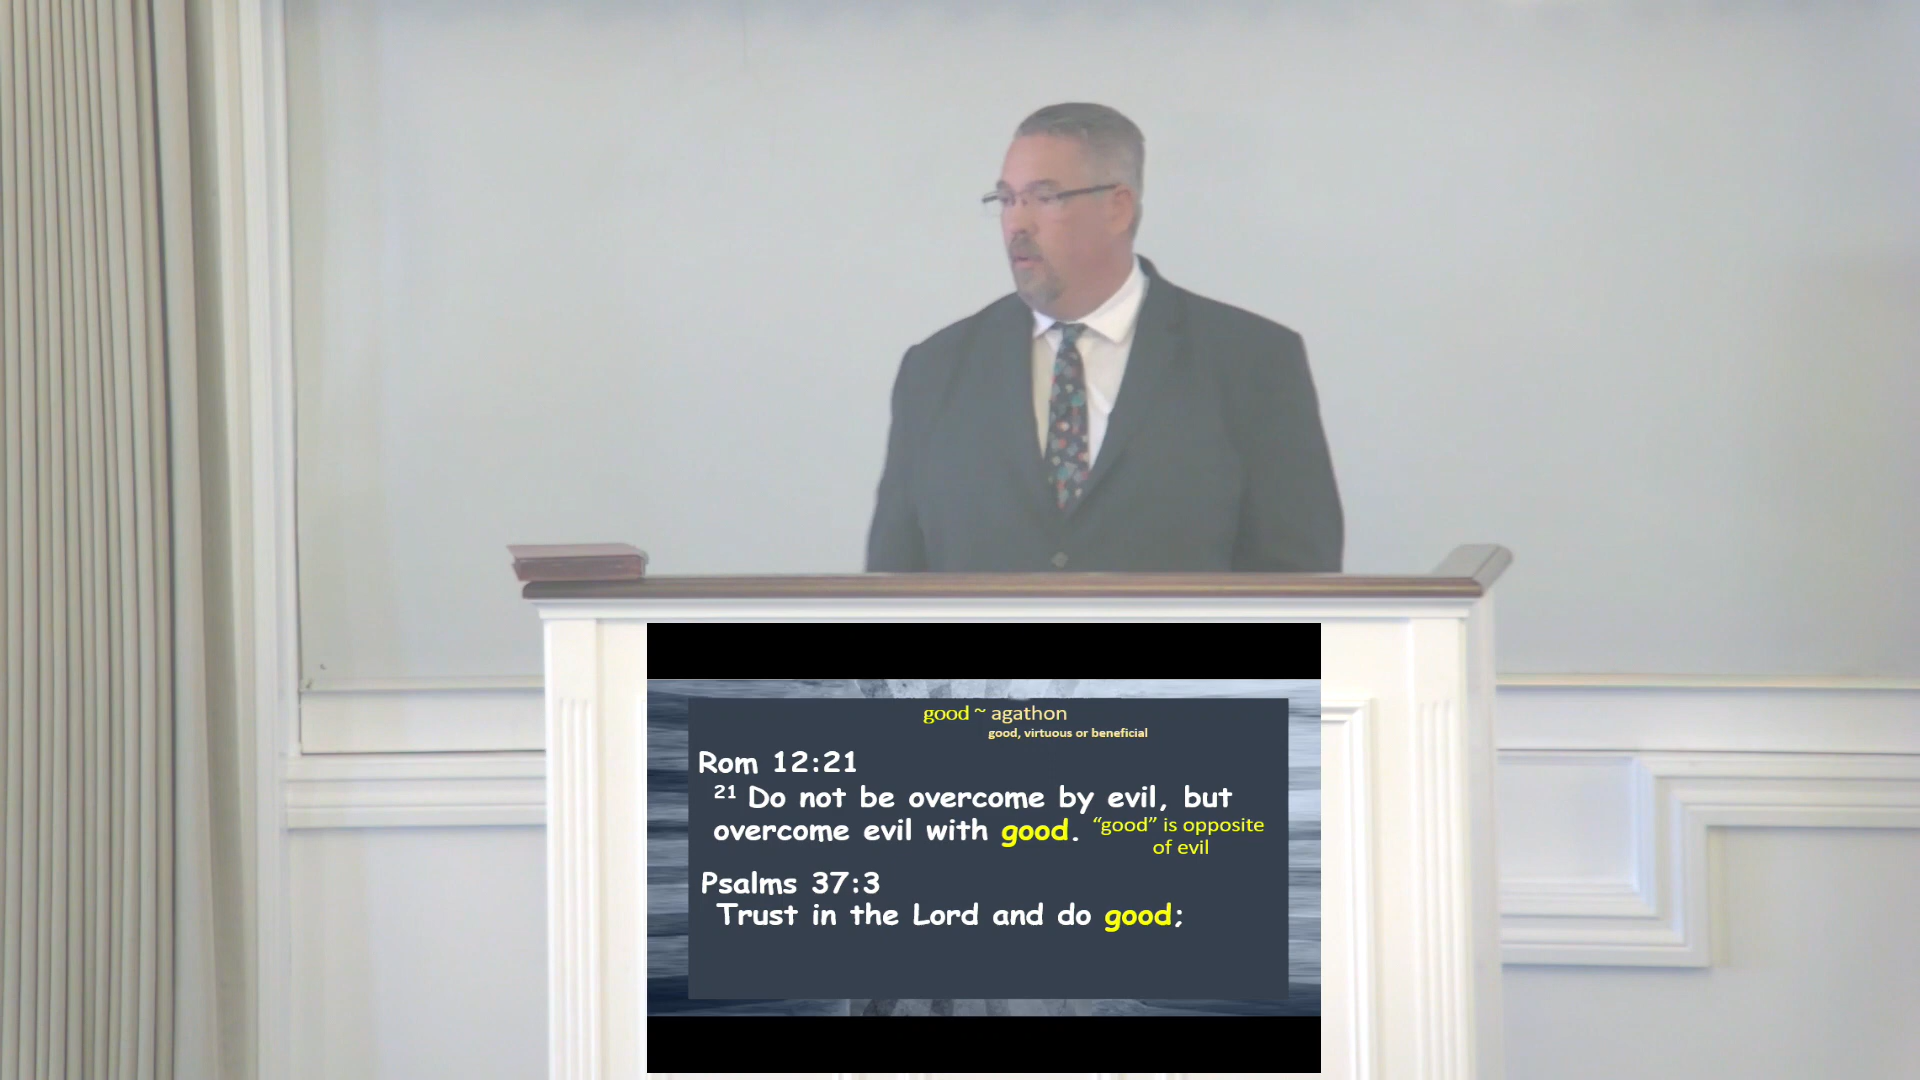 good ~ agathon
good, virtuous or beneficial
Rom 12:21
21 Do not be overcome by evil, but
overcome evil with good. “good” is opposite
of evil
Psalms 37:3
Trust in the Lord and do good;